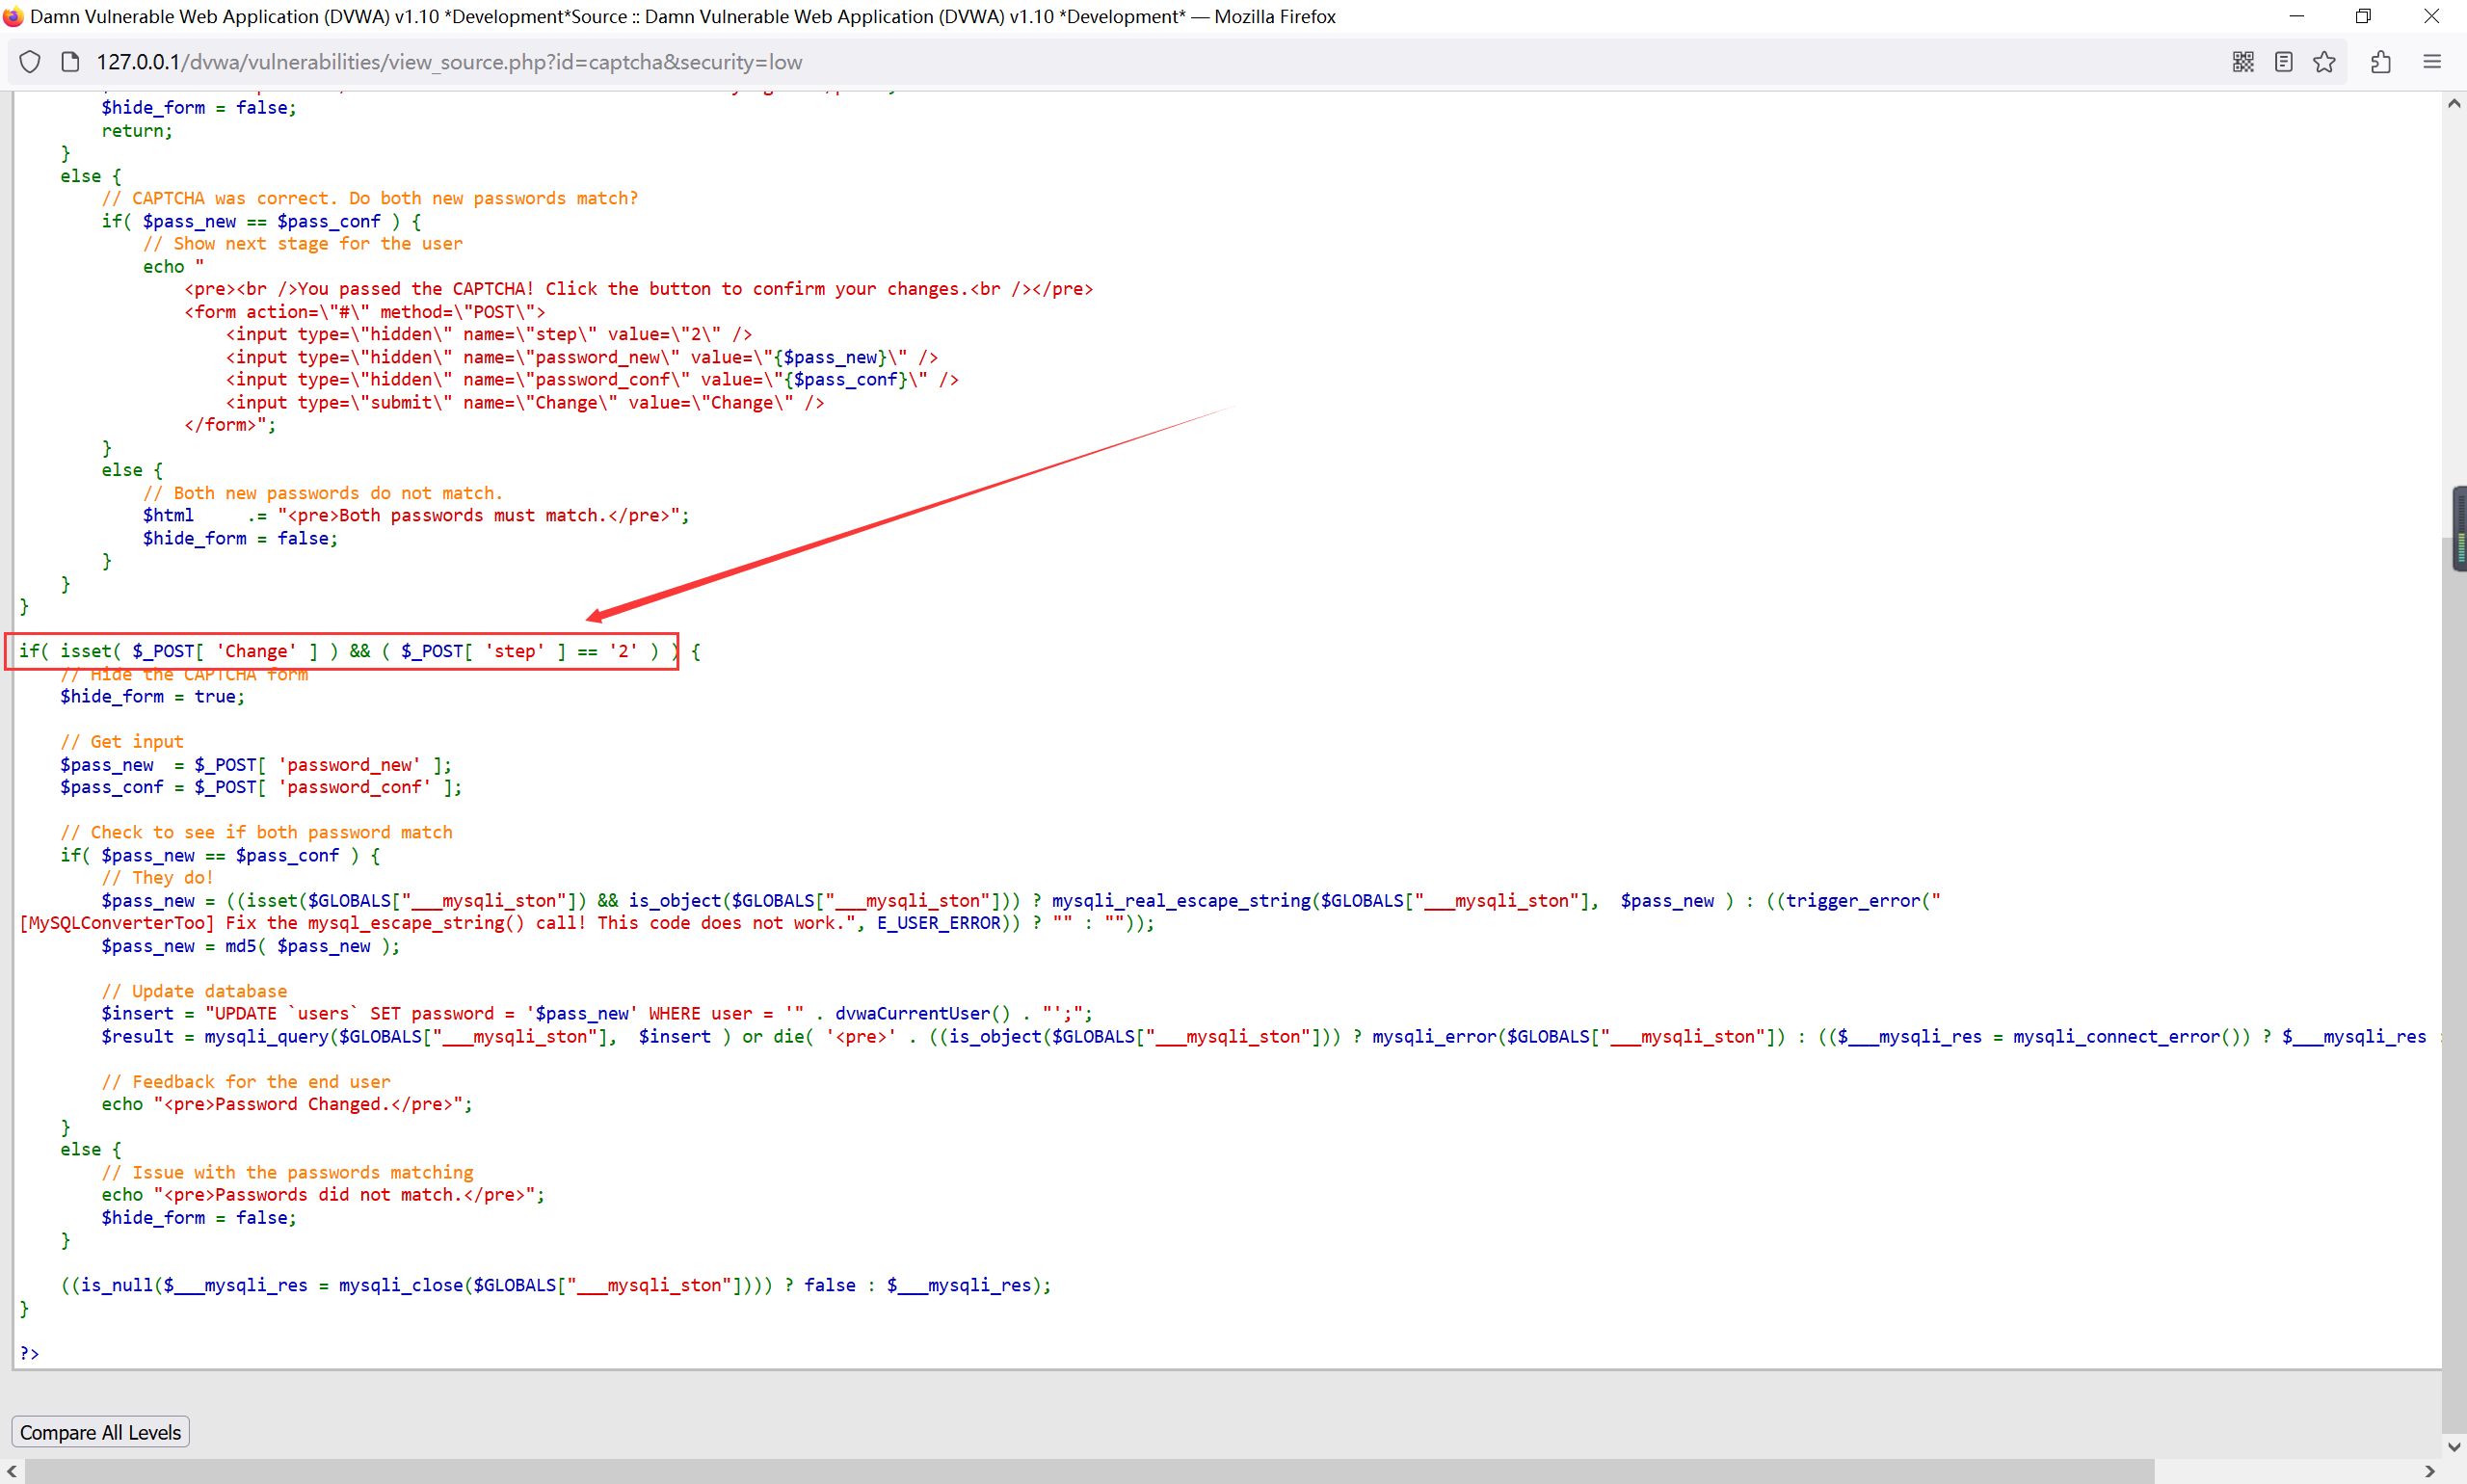 Damn Vulnerable Web Application (DVWA) v1.10 *Development*Source :: Damn Vulnerable Web Application (DVWA) v1.10 *Development* — Mozilla Firefox
127.0.0.1/dvwa/vulnerabilities/view_source.php?id=captcha&security=low
$hide_form = false;
return;
}
else {
// CAPTCHA was correct. Do both new passwords match?
if( $pass_new == $pass_conf ) {
// Show next stage for the user
echo "
<pre><br />You passed the CAPTCHA! Click the button to confirm your changes.<br /></pre>
<form action=\"#\" method=\"POST\">
<input type=\"hidden\" name=\"step\" value=\"2\" />
<input type=\"hidden\" name=\"password_new\" value=\"{$pass_new}\" />
<input type=\"hidden\" name=\"password_conf\" value=\"{$pass_conf}\" />
<input type=\"submit\" name=\"Change\" value=\"Change\" />
</form>";
}
else {
// Both new passwords do not match.
$html     .= "<pre>Both passwords must match.</pre>";
$hide_form = false;
}
}
}
if( isset( $_POST[ 'Change' ] ) && ( $_POST[ 'step' ] == '2' ) ) {
// Hide the CAPTCHA form
$hide_form = true;
// Get input
$pass_new  = $_POST[ 'password_new' ];
$pass_conf = $_POST[ 'password_conf' ];
// Check to see if both password match
if( $pass_new == $pass_conf ) {
// They do!
$pass_new = ((isset($GLOBALS["___mysqli_ston"]) && is_object($GLOBALS["___mysqli_ston"])) ? mysqli_real_escape_string($GLOBALS["___mysqli_ston"],  $pass_new ) : ((trigger_error("
[MySQLConverterToo] Fix the mysql_escape_string() call! This code does not work.", E_USER_ERROR)) ? "" : ""));
$pass_new = md5( $pass_new );
// Update database
$insert = "UPDATE `users` SET password = '$pass_new' WHERE user = '" . dvwaCurrentUser() . "';";
$result = mysqli_query($GLOBALS["___mysqli_ston"],  $insert ) or die( '<pre>' . ((is_object($GLOBALS["___mysqli_ston"])) ? mysqli_error($GLOBALS["___mysqli_ston"]) : (($___mysqli_res = mysqli_connect_error()) ? $___mysqli_res :
// Feedback for the end user
echo "<pre>Password Changed.</pre>";
}
else {
// Issue with the passwords matching
echo "<pre>Passwords did not match.</pre>";
$hide_form = false;
}
((is_null($___mysqli_res = mysqli_close($GLOBALS["___mysqli_ston"]))) ? false : $___mysqli_res);
}
?>
Compare All Levels